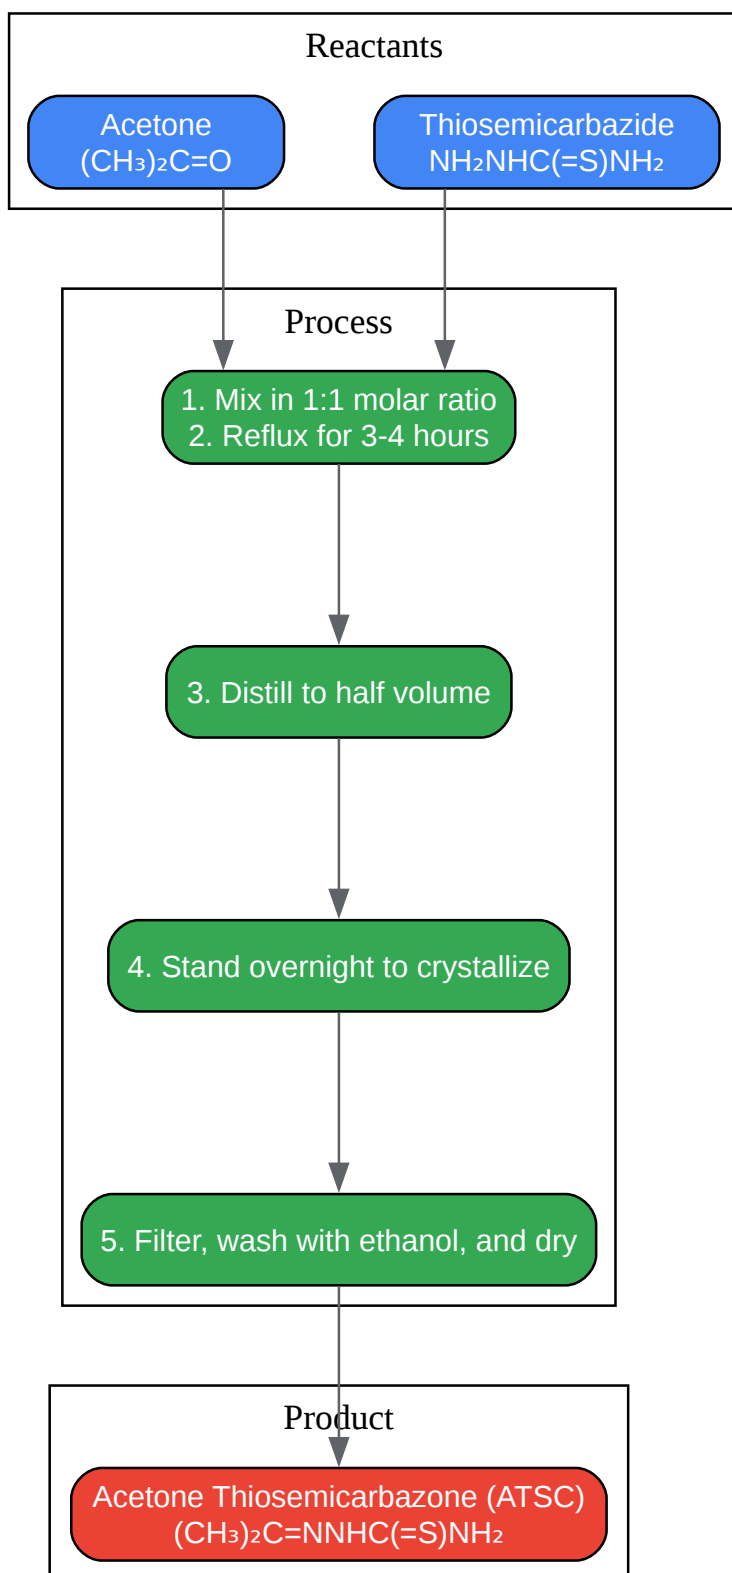 Reactants
Acetone
(CH₃)₂C=O
Thiosemicarbazide
NH₂NHC(=S)NH₂
Process
1. Mix in 1:1 molar ratio
2. Reflux for 3-4 hours
3. Distill to half volume
4. Stand overnight to crystallize
5. Filter, wash with ethanol, and dry
Product
Acetone Thiosemicarbazone (ATSC)
(CH₃)₂C=NNHC(=S)NH₂